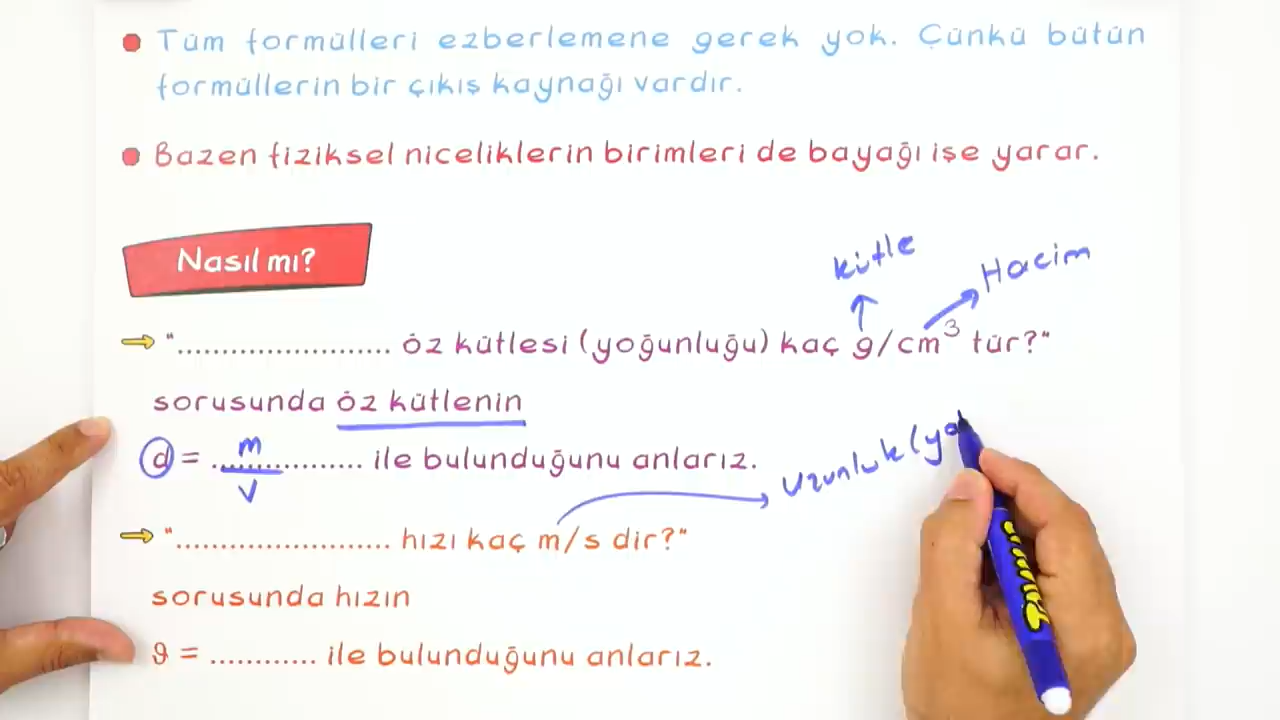 Tüm formülleri ezberlemene gerek yok. Çünkü bütün
formüllerin bir çıkış kaynağı vardır.
Bazen fiziksel niceliklerin birimleri de bayağı işe yarar.
Nasıl mı?
kütle
Hacim
"........................ öz kütlesi (yoğunluğu) kaç g/cm³ tür?"
sorusunda öz kütlenin
d = ...m/V............ ile bulunduğunu anlarız.
Uzunluk (yo
"........................ hızı kaç m/s dir?"
sorusunda hızın
ϑ = ............ ile bulunduğunu anlarız.